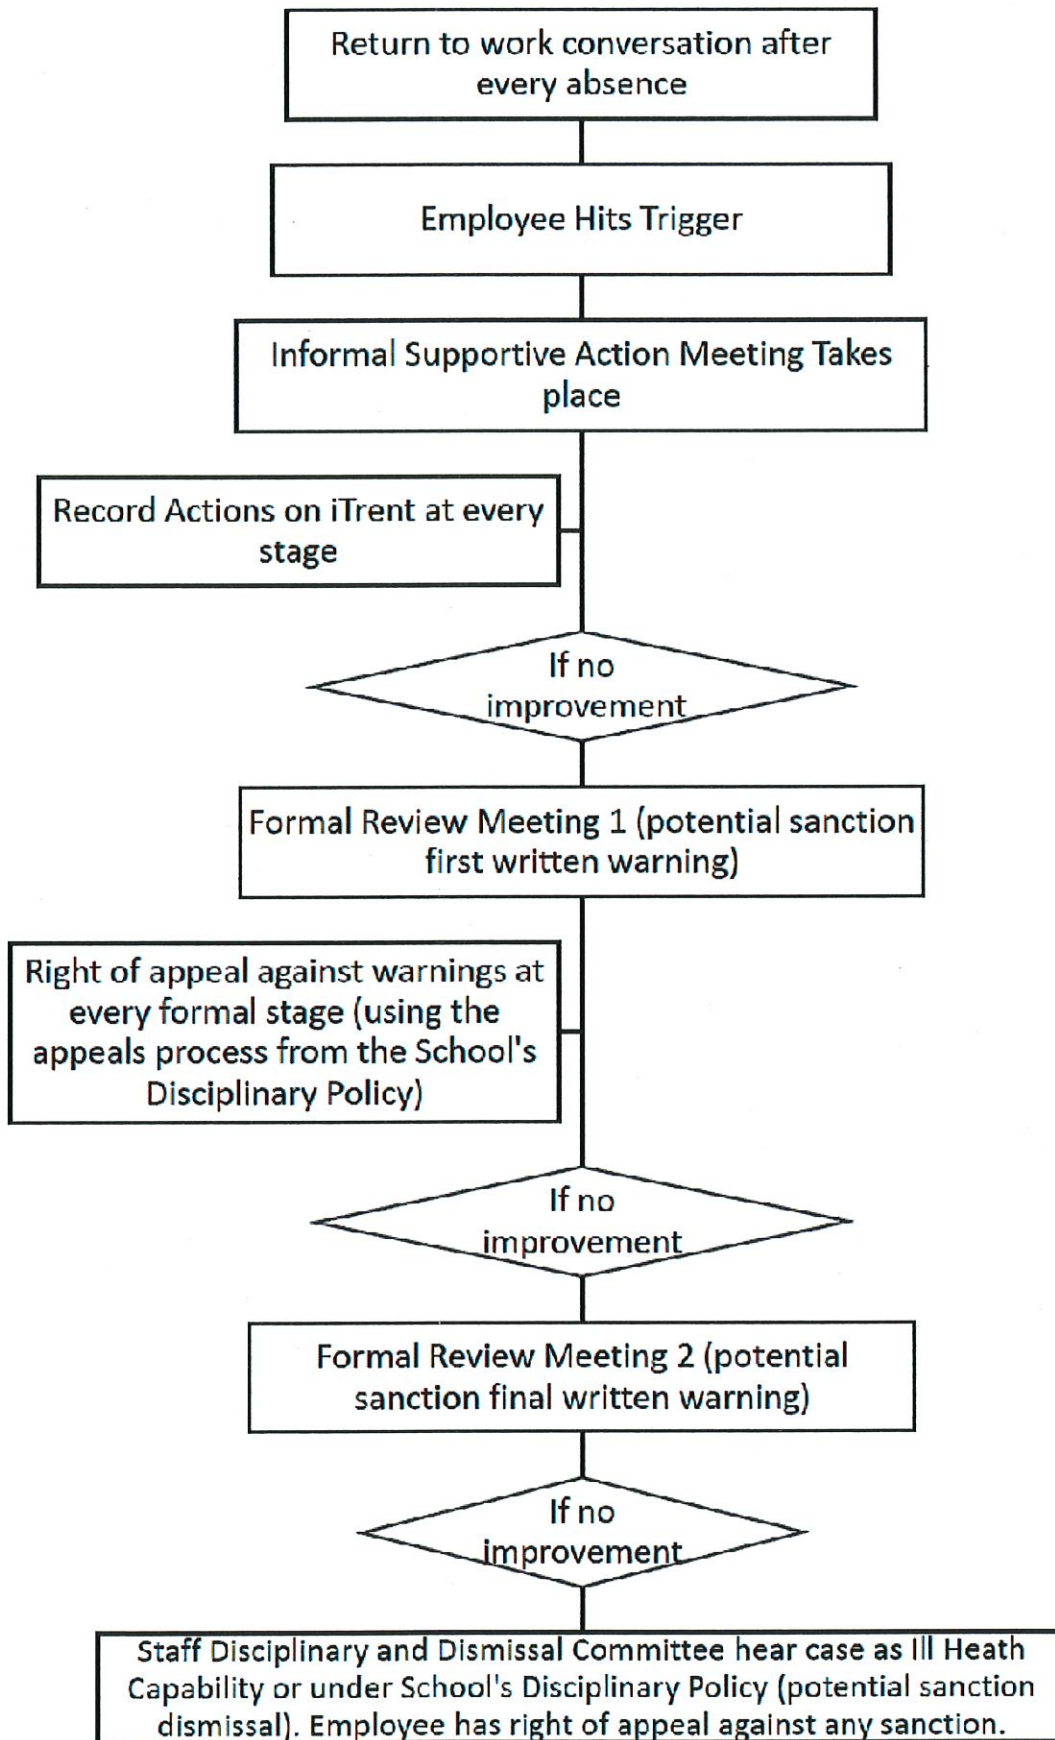 Return to work conversation after
every absence
Employee Hits Trigger
Informal Supportive Action Meeting Takes
place
Record Actions on iTrent at every
stage
If no
improvement
Formal Review Meeting 1 (potential sanction
first written warning)
Right of appeal against warnings at
every formal stage (using the
appeals process from the School's
Disciplinary Policy)
If no
improvement
Formal Review Meeting 2 (potential
sanction final written warning)
If no
improvement
Staff Disciplinary and Dismissal Committee hear case as Ill Heath
Capability or under School's Disciplinary Policy (potential sanction
dismissal). Employee has right of appeal against any sanction.